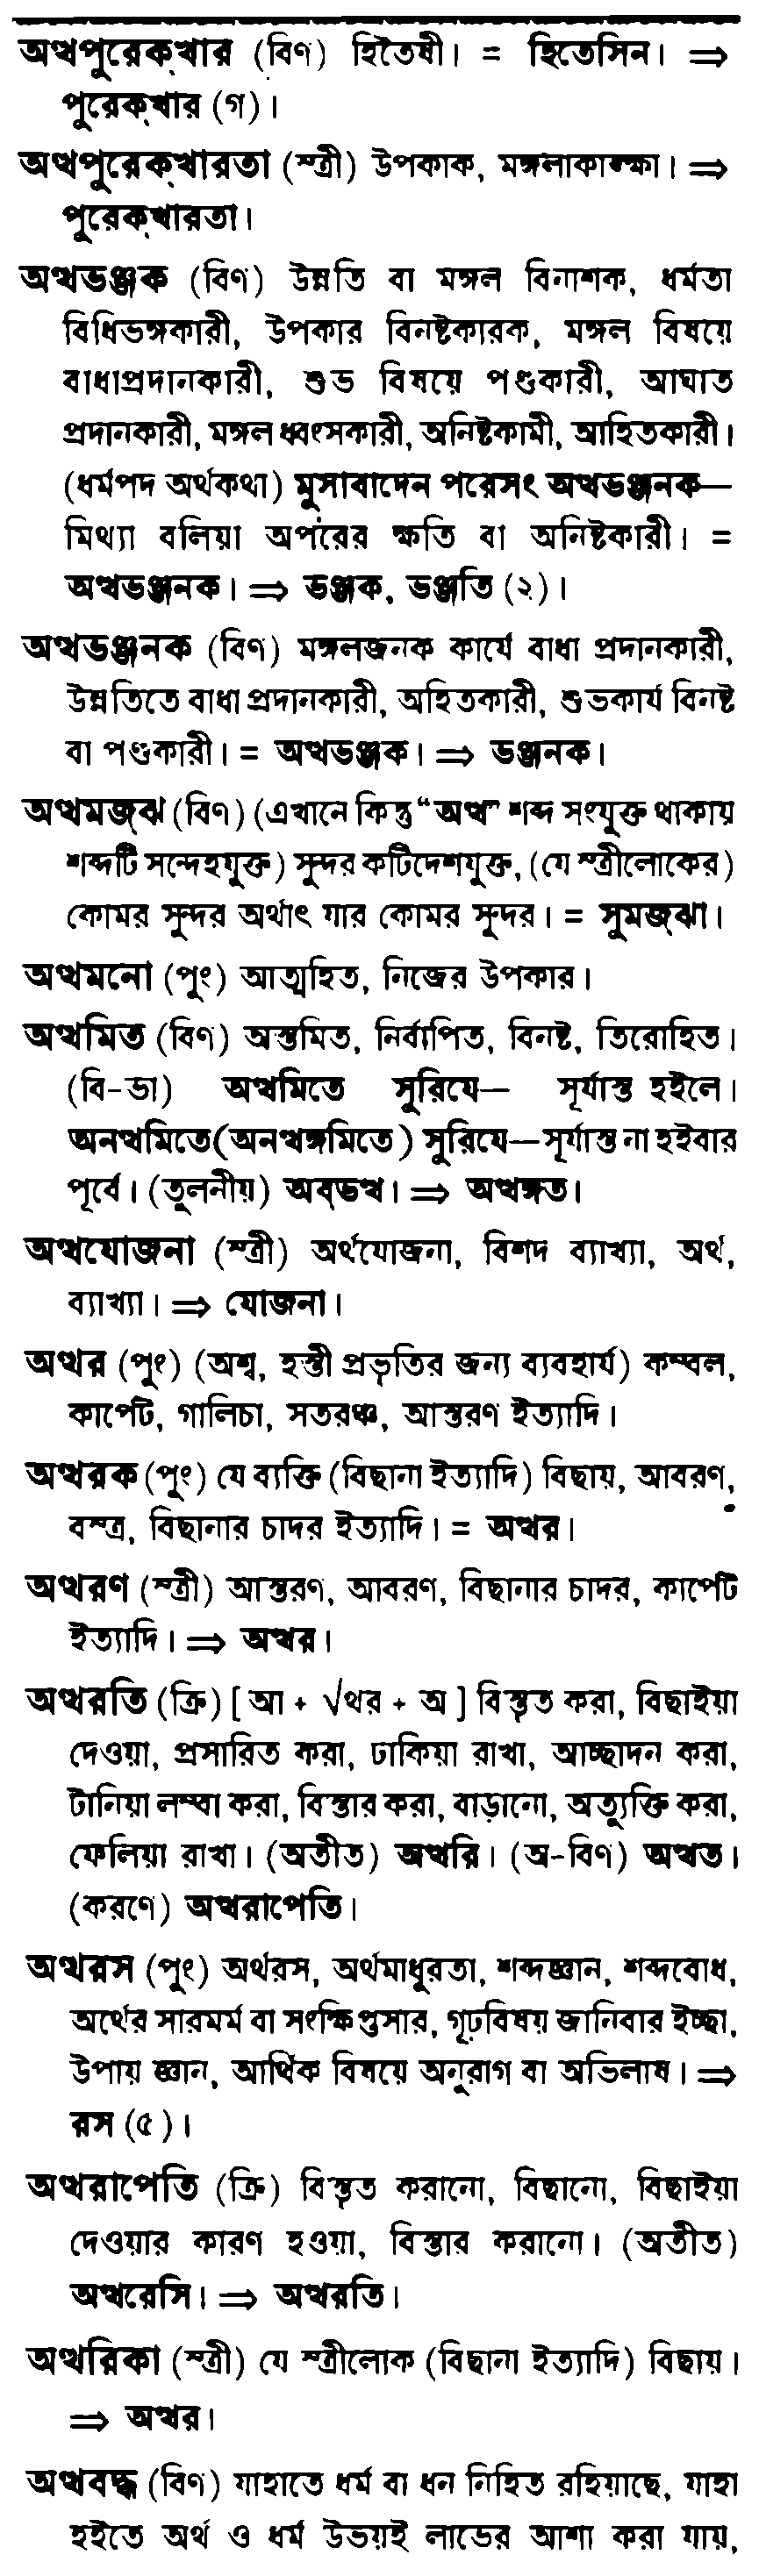 অত্থপুরেক্খার (বিণ) হিতৈষী। = হিতেসিন। ⇒
পুরেক্খার (গ)।
অত্থপুরেক্খারতা (স্ত্রী) উপকাক, মঙ্গলাকাঙ্ক্ষা। ⇒
পুরেক্খারতা।
অত্থভঞ্জক (বিণ) উন্নতি বা মঙ্গল বিনাশক, ধর্মতা
বিধিভঙ্গকারী, উপকার বিনষ্টকারক, মঙ্গল বিষয়ে
বাধাপ্রদানকারী, শুভ বিষয়ে পণ্ডকারী, আঘাত
প্রদানকারী, মঙ্গল ধ্বংসকারী, অনিষ্টকামী, আহিতকারী।
(ধর্মপদ অর্থকথা) মুসাবাদেন পরেসং অত্থভঞ্জনক—
মিথ্যা বলিয়া অপরের ক্ষতি বা অনিষ্টকারী। =
অত্থভঞ্জনক। ⇒ ভঞ্জক, ভঞ্জতি (২)।
অত্থভঞ্জনক (বিণ) মঙ্গলজনক কার্যে বাধা প্রদানকারী,
উন্নতিতে বাধা প্রদানকারী, অহিতকারী, শুভকার্য বিনষ্ট
বা পণ্ডকারী। = অত্থভঞ্জক। ⇒ ভঞ্জনক।
অত্থমজ্ঝ (বিণ) (এখানে কিন্তু “অত্থ” শব্দ সংযুক্ত থাকায়
শব্দটি সন্দেহযুক্ত) সুন্দর কটিদেশযুক্ত, (যে স্ত্রীলোকের)
কোমর সুন্দর অর্থাৎ যার কোমর সুন্দর। = সুমজ্ঝা।
অত্থমনো (পুং) আত্মহিত, নিজের উপকার।
অত্থমিত (বিণ) অস্তমিত, নির্বাপিত, বিনষ্ট, তিরোহিত।
(বি-ভা) অত্থমিতে সুরিযে— সূর্যাস্ত হইলে।
অনত্থমিতে (অনত্থঙ্গমিতে) সুরিযে—সূর্যাস্ত না হইবার
পূর্বে। (তুলনীয়) অব্ভত্থ। ⇒ অত্থঙ্গত।
অত্থযোজনা (স্ত্রী) অর্থযোজনা, বিশদ ব্যাখ্যা, অর্থ,
ব্যাখ্যা। ⇒ যোজনা।
অত্থর (পুং) (অশ্ব, হস্তী প্রভৃতির জন্য ব্যবহার্য) কম্বল,
কার্পেট, গালিচা, সতরঞ্চ, আস্তরণ ইত্যাদি।
অত্থরক (পুং) যে ব্যক্তি (বিছানা ইত্যাদি) বিছায়, আবরণ,
বস্ত্র, বিছানার চাদর ইত্যাদি। = অত্থর।
অত্থরণ (স্ত্রী) আস্তরণ, আবরণ, বিছানার চাদর, কার্পেট
ইত্যাদি। ⇒ অত্থর।
অত্থরতি (ক্রি) [ আ + √থর + অ ] বিস্তৃত করা, বিছাইয়া
দেওয়া, প্রসারিত করা, ঢাকিয়া রাখা, আচ্ছাদন করা,
টানিয়া লম্বা করা, বিস্তার করা, বাড়ানো, অত্যুক্তি করা,
ফেলিয়া রাখা। (অতীত) অত্থরি। (অ-বিণ) অত্থত।
(করণে) অত্থরাপেতি।
অত্থরস (পুং) অর্থরস, অর্থমাধুরতা, শব্দজ্ঞান, শব্দবোধ,
অর্থের সারমর্ম বা সংক্ষিপ্তসার, গূঢ়বিষয় জানিবার ইচ্ছা,
উপায় জ্ঞান, আর্থিক বিষয়ে অনুরাগ বা অভিলাষ। ⇒
রস (৫)।
অত্থরাপেতি (ক্রি) বিস্তৃত করানো, বিছানো, বিছাইয়া
দেওয়ার কারণ হওয়া, বিস্তার করানো। (অতীত)
অত্থরেসি। ⇒ অত্থরতি।
অত্থরিকা (স্ত্রী) যে স্ত্রীলোক (বিছানা ইত্যাদি) বিছায়।
⇒ অত্থর।
অত্থবদ্ধ (বিণ) যাহাতে ধর্ম বা ধন নিহিত রহিয়াছে, যাহা
হইতে অর্থ ও ধর্ম উভয়ই লাভের আশা করা যায়,